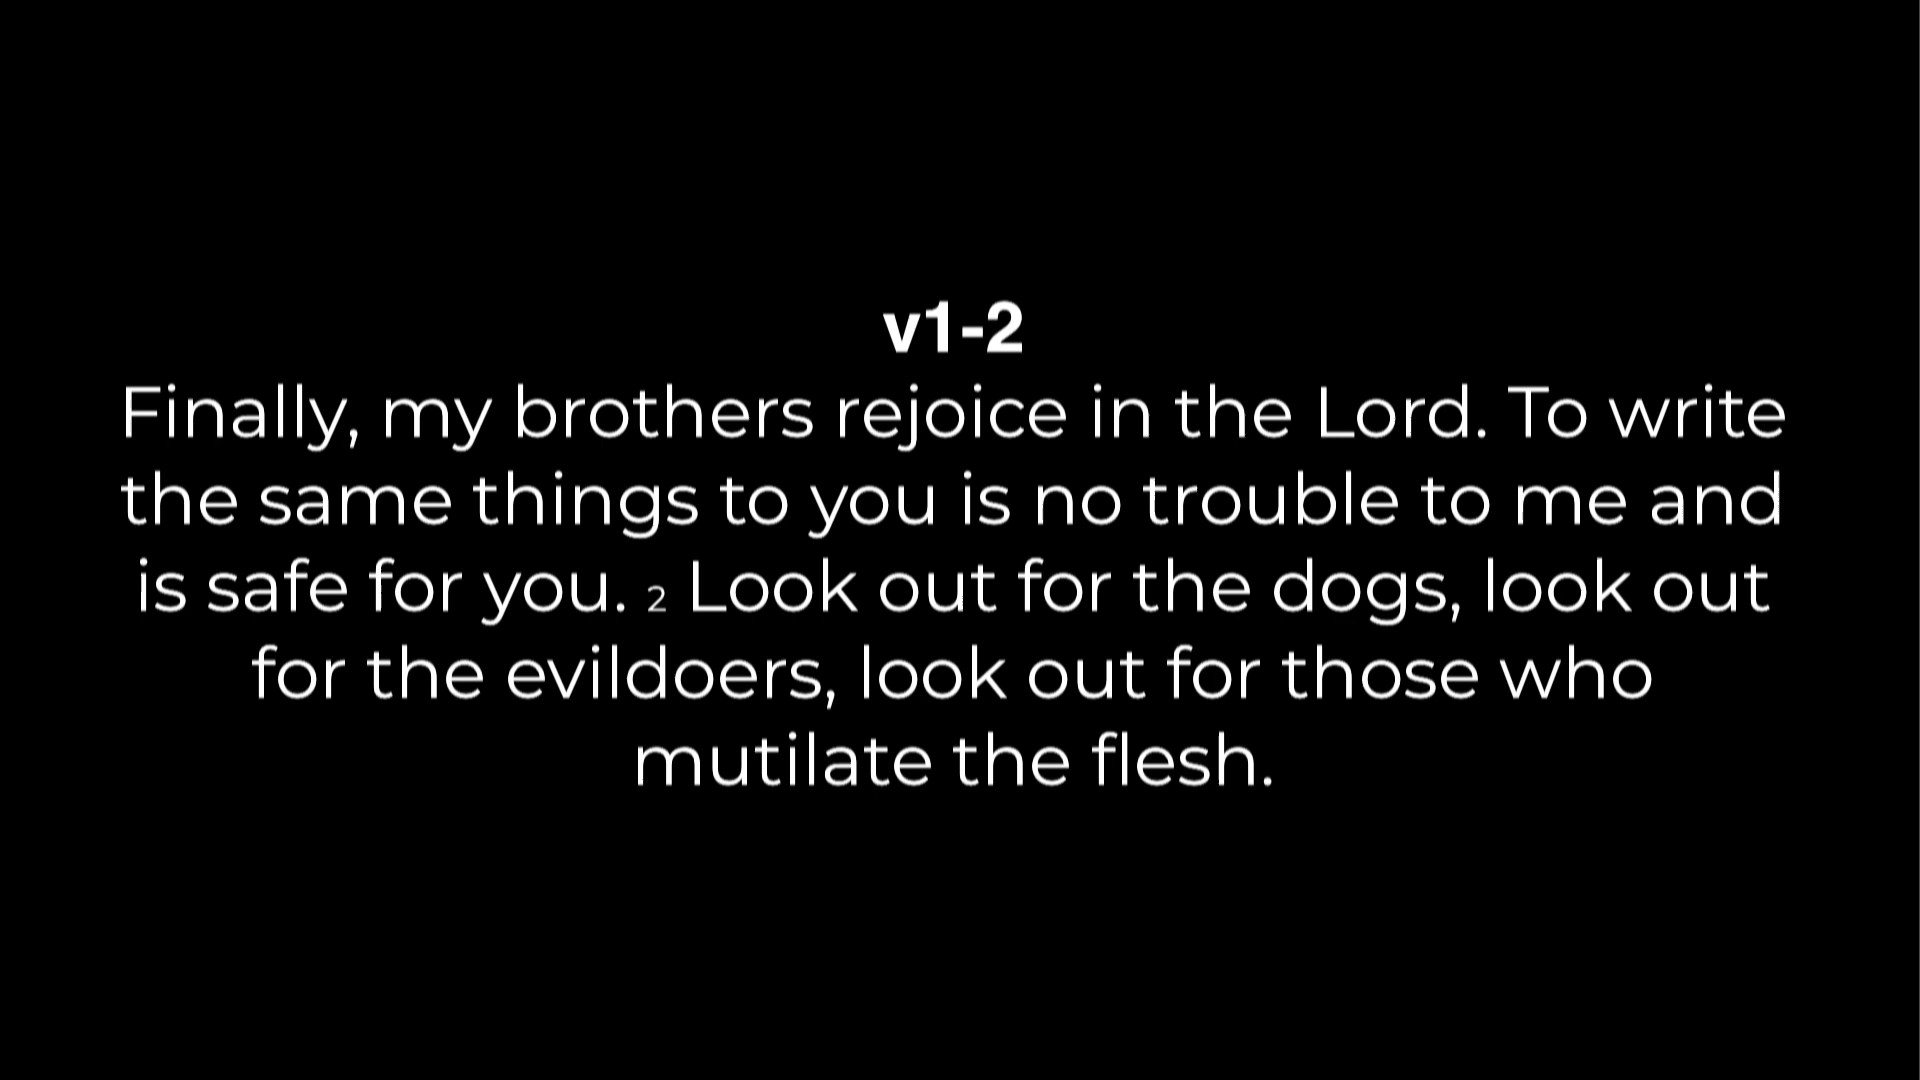 v1-2
Finally, my brothers rejoice in the Lord. To write
the same things to you is no trouble to me and
is safe for you. 2 Look out for the dogs, look out
for the evildoers, look out for those who
mutilate the flesh.